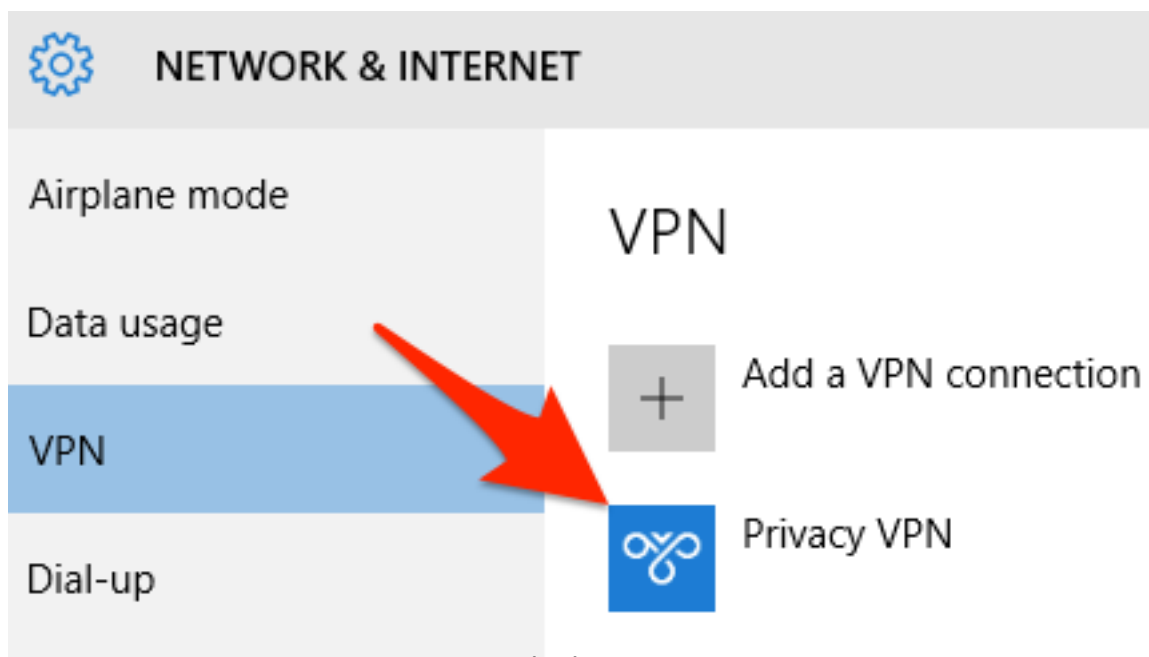 NETWORK & INTERNET
Airplane mode
Data usage
VPN
Dial-up
VPN
Add a VPN connection
Privacy VPN